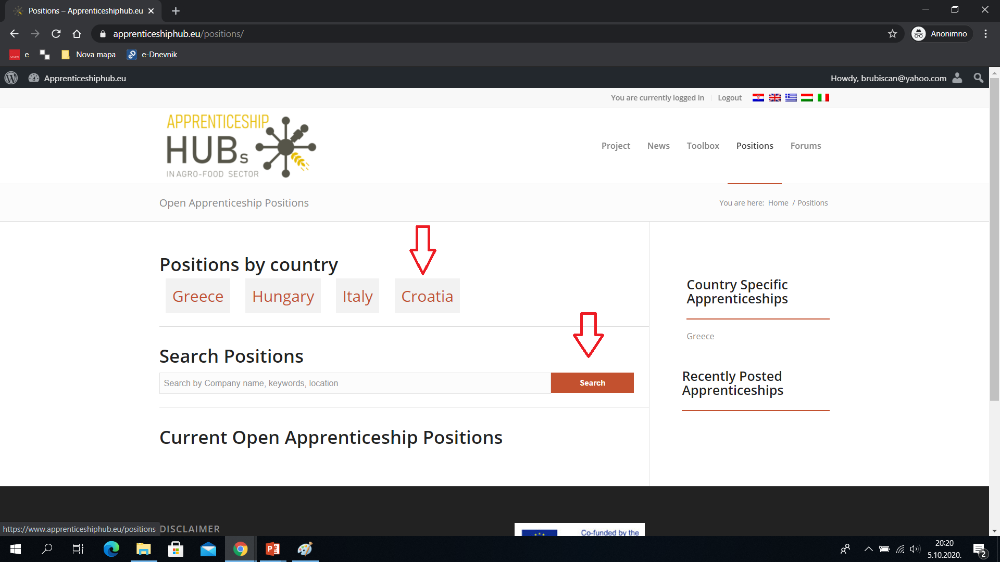 Positions – Apprenticeshiphub.eu
apprenticeshiphub.eu/positions/
Anonimno
VIVES e Nova mapa e-Dnevnik
Apprenticeshiphub.eu
Howdy, brubiscan@yahoo.com
You are currently logged in Logout
APPRENTICESHIP
HUBs
IN AGRO-FOOD SECTOR
Project News Toolbox Positions Forums
Open Apprenticeship Positions
You are here: Home / Positions
Positions by country
Greece Hungary Italy Croatia
Search Positions
Search by Company name, keywords, location
Search
Current Open Apprenticeship Positions
Country Specific
Apprenticeships
Greece
Recently Posted
Apprenticeships
https://www.apprenticeshiphub.eu/positions
DISCLAIMER
Co-funded by the
20:20
5.10.2020.
2